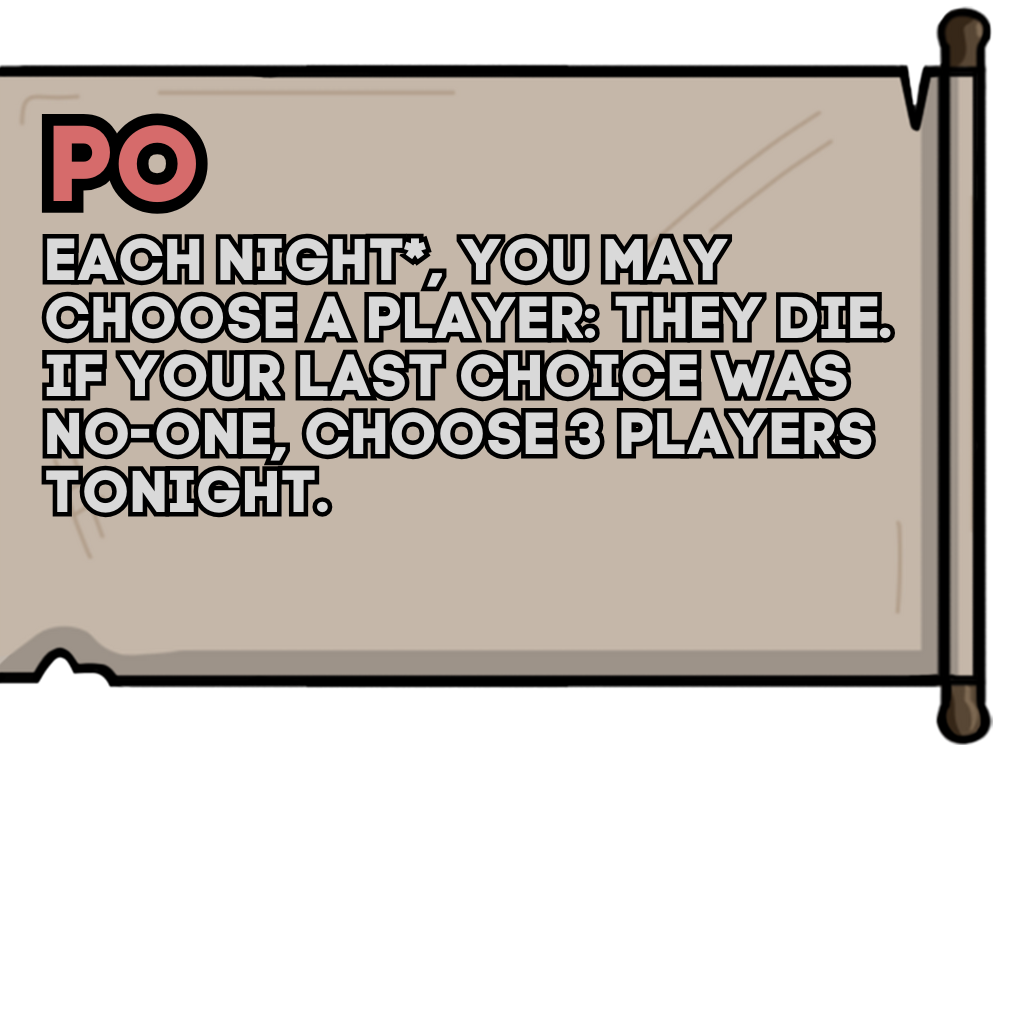 PO
EACH NIGHT*, YOU MAY
CHOOSE A PLAYER: THEY DIE.
IF YOUR LAST CHOICE WAS
NO-ONE, CHOOSE 3 PLAYERS
TONIGHT.